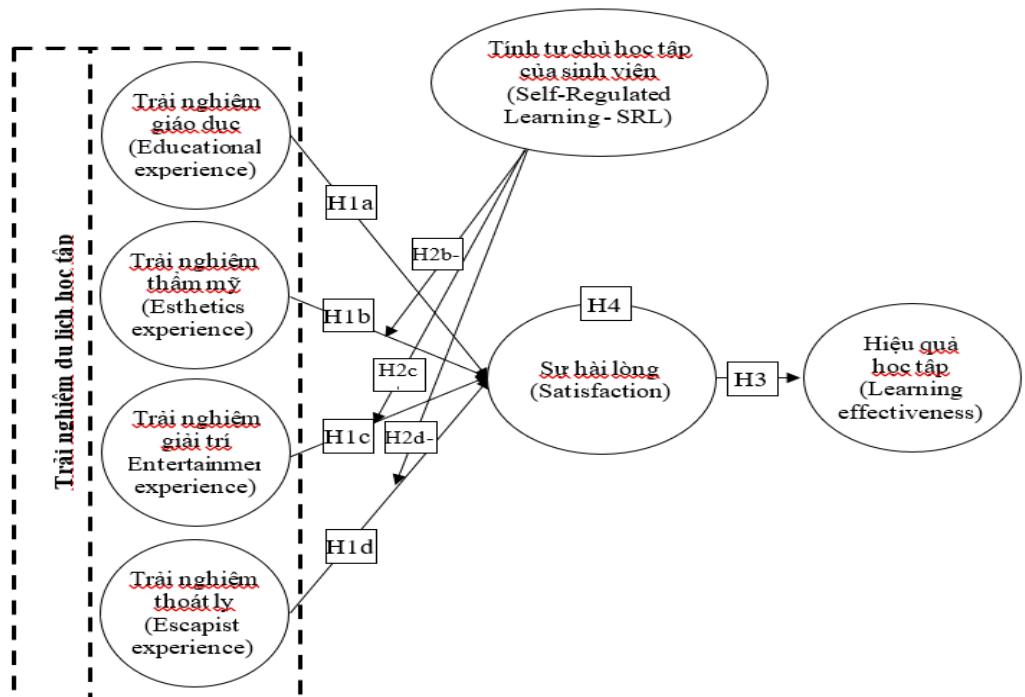 Trải nghiệm du lịch học tập
Trải nghiệm
giáo dục
(Educational
experience)
Trải nghiệm
thẩm mỹ
(Esthetics
experience)
Trải nghiệm
giải trí
Entertainmen
experience)
Trải nghiệm
thoát ly
(Escapist
experience)
Tính tự chủ học tập
của sinh viên
(Self-Regulated
Learning - SRL)
H1a
H2b-
H1b
H2c
H1c
H2d-
H1d
H4
Sự hài lòng
(Satisfaction)
H3
Hiệu quả
học tập
(Learning
effectiveness)